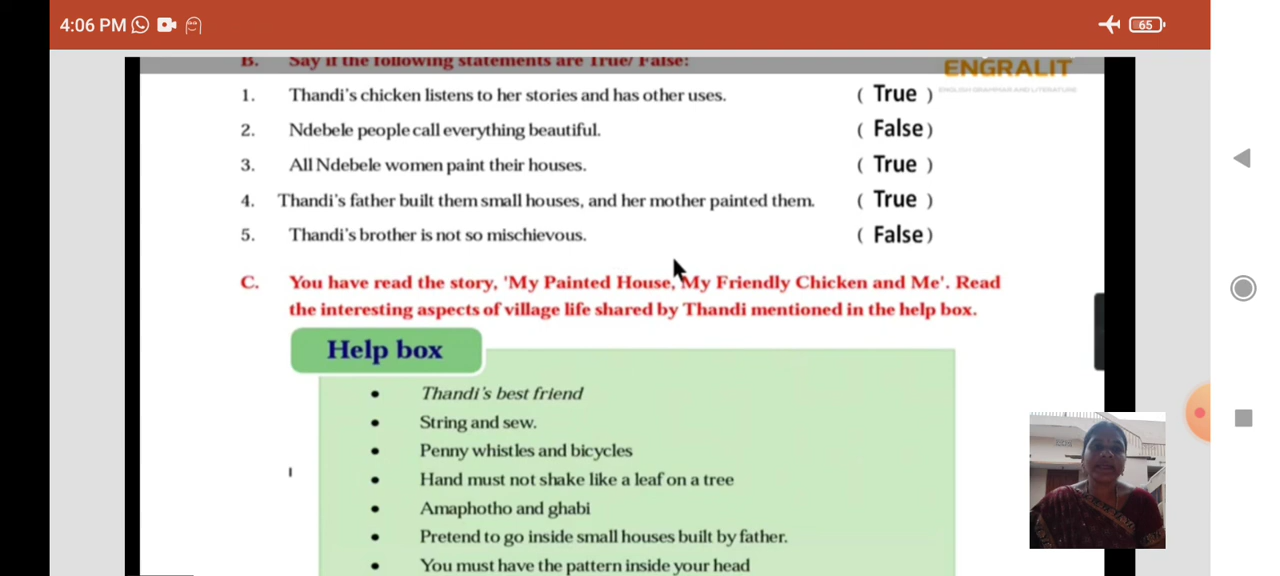 4:06 PM
65
B. Say if the following statements are True/ False:
ENGRALIT
ENGLISH GRAMMAR AND LITERATURE
1. Thandi's chicken listens to her stories and has other uses. ( True )
2. Ndebele people call everything beautiful. ( False )
3. All Ndebele women paint their houses. ( True )
4. Thandi's father built them small houses, and her mother painted them. ( True )
5. Thandi's brother is not so mischievous. ( False )
C. You have read the story, 'My Painted House, My Friendly Chicken and Me'. Read
the interesting aspects of village life shared by Thandi mentioned in the help box.
Help box
• Thandi's best friend
• String and sew.
• Penny whistles and bicycles
• Hand must not shake like a leaf on a tree
• Amaphotho and ghabi
• Pretend to go inside small houses built by father.
• You must have the pattern inside your head